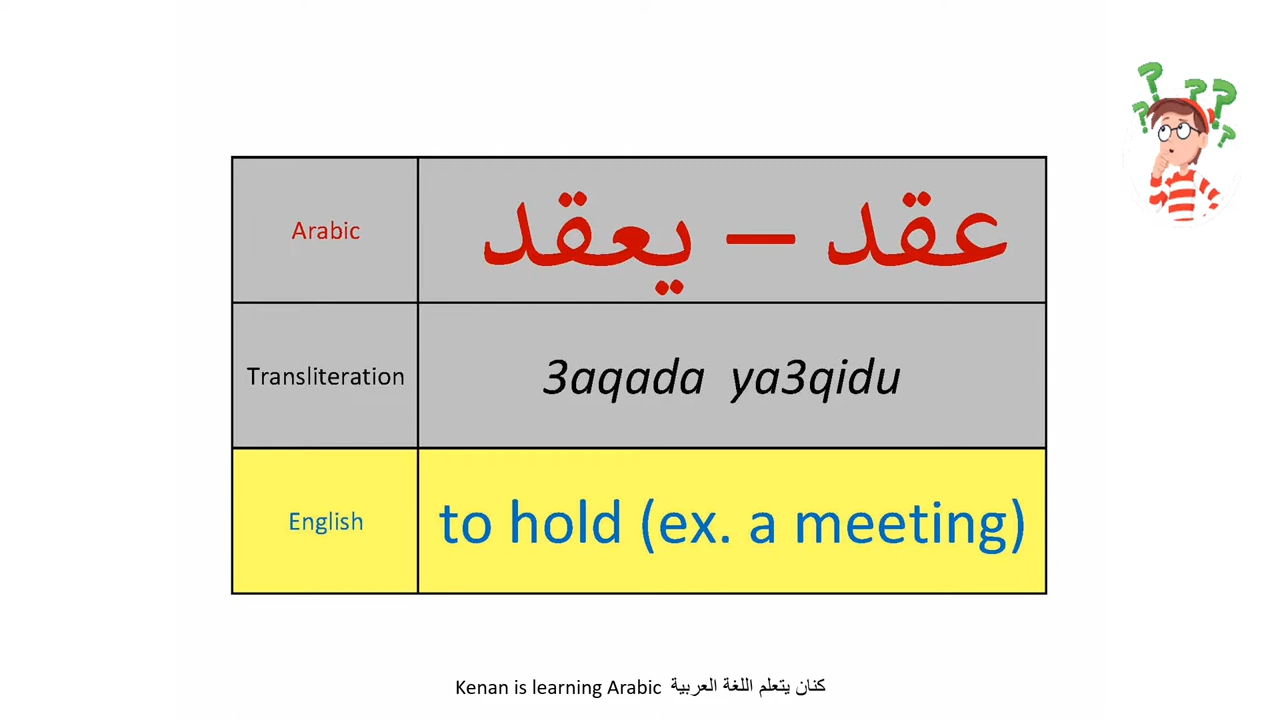 Arabic
عقد – يعقد
Transliteration
3aqada ya3qidu
English
to hold (ex. a meeting)
Kenan is learning Arabic كنان يتعلم اللغة العربية